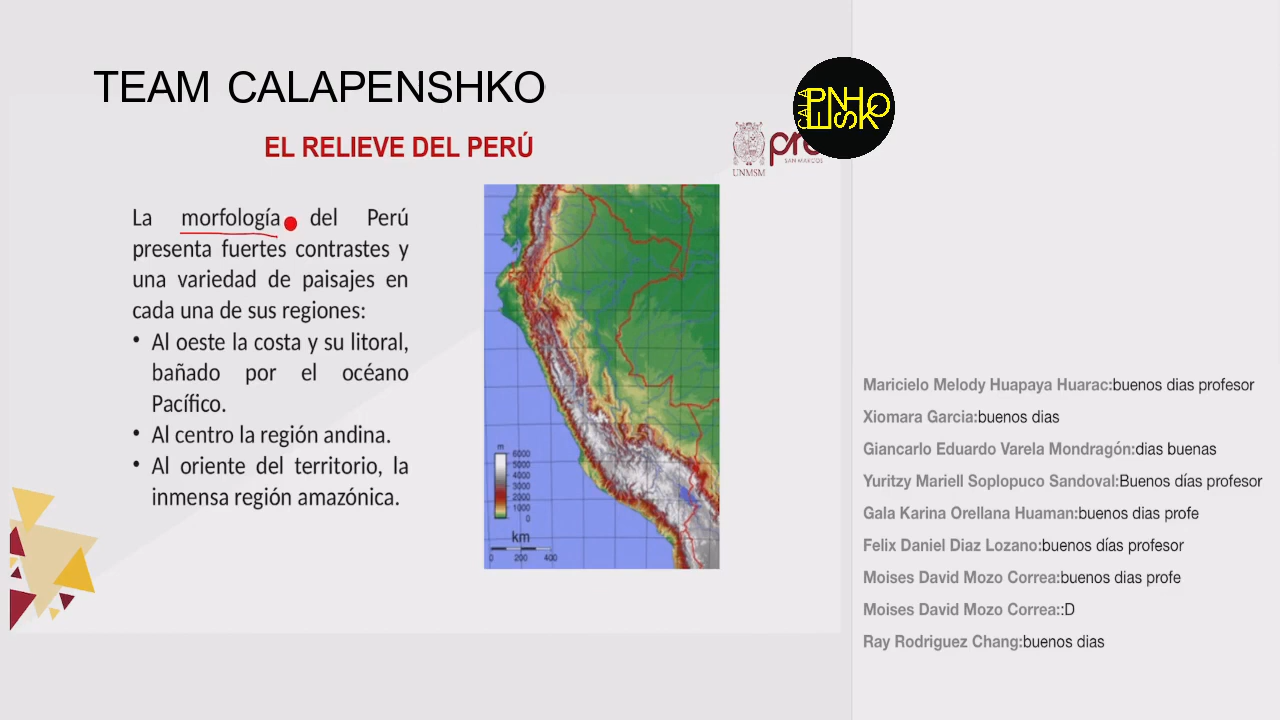 TEAM CALAPENSHKO
CALA
PENHSKO
EL RELIEVE DEL PERÚ
SAN MARCOS
UNMSM
La morfología del Perú
presenta fuertes contrastes y
una variedad de paisajes en
cada una de sus regiones:
• Al oeste la costa y su litoral,
bañado por el océano
Pacífico.
• Al centro la región andina.
• Al oriente del territorio, la
inmensa región amazónica.
m
6000
5000
4000
3000
2000
1000
0
km
0 200 400
Maricielo Melody Huapaya Huarac:buenos dias profesor
Xiomara Garcia:buenos dias
Giancarlo Eduardo Varela Mondragón:dias buenas
Yuritzy Mariell Soplopuco Sandoval:Buenos días profesor
Gala Karina Orellana Huaman:buenos dias profe
Felix Daniel Diaz Lozano:buenos días profesor
Moises David Mozo Correa:buenos dias profe
Moises David Mozo Correa::D
Ray Rodriguez Chang:buenos dias